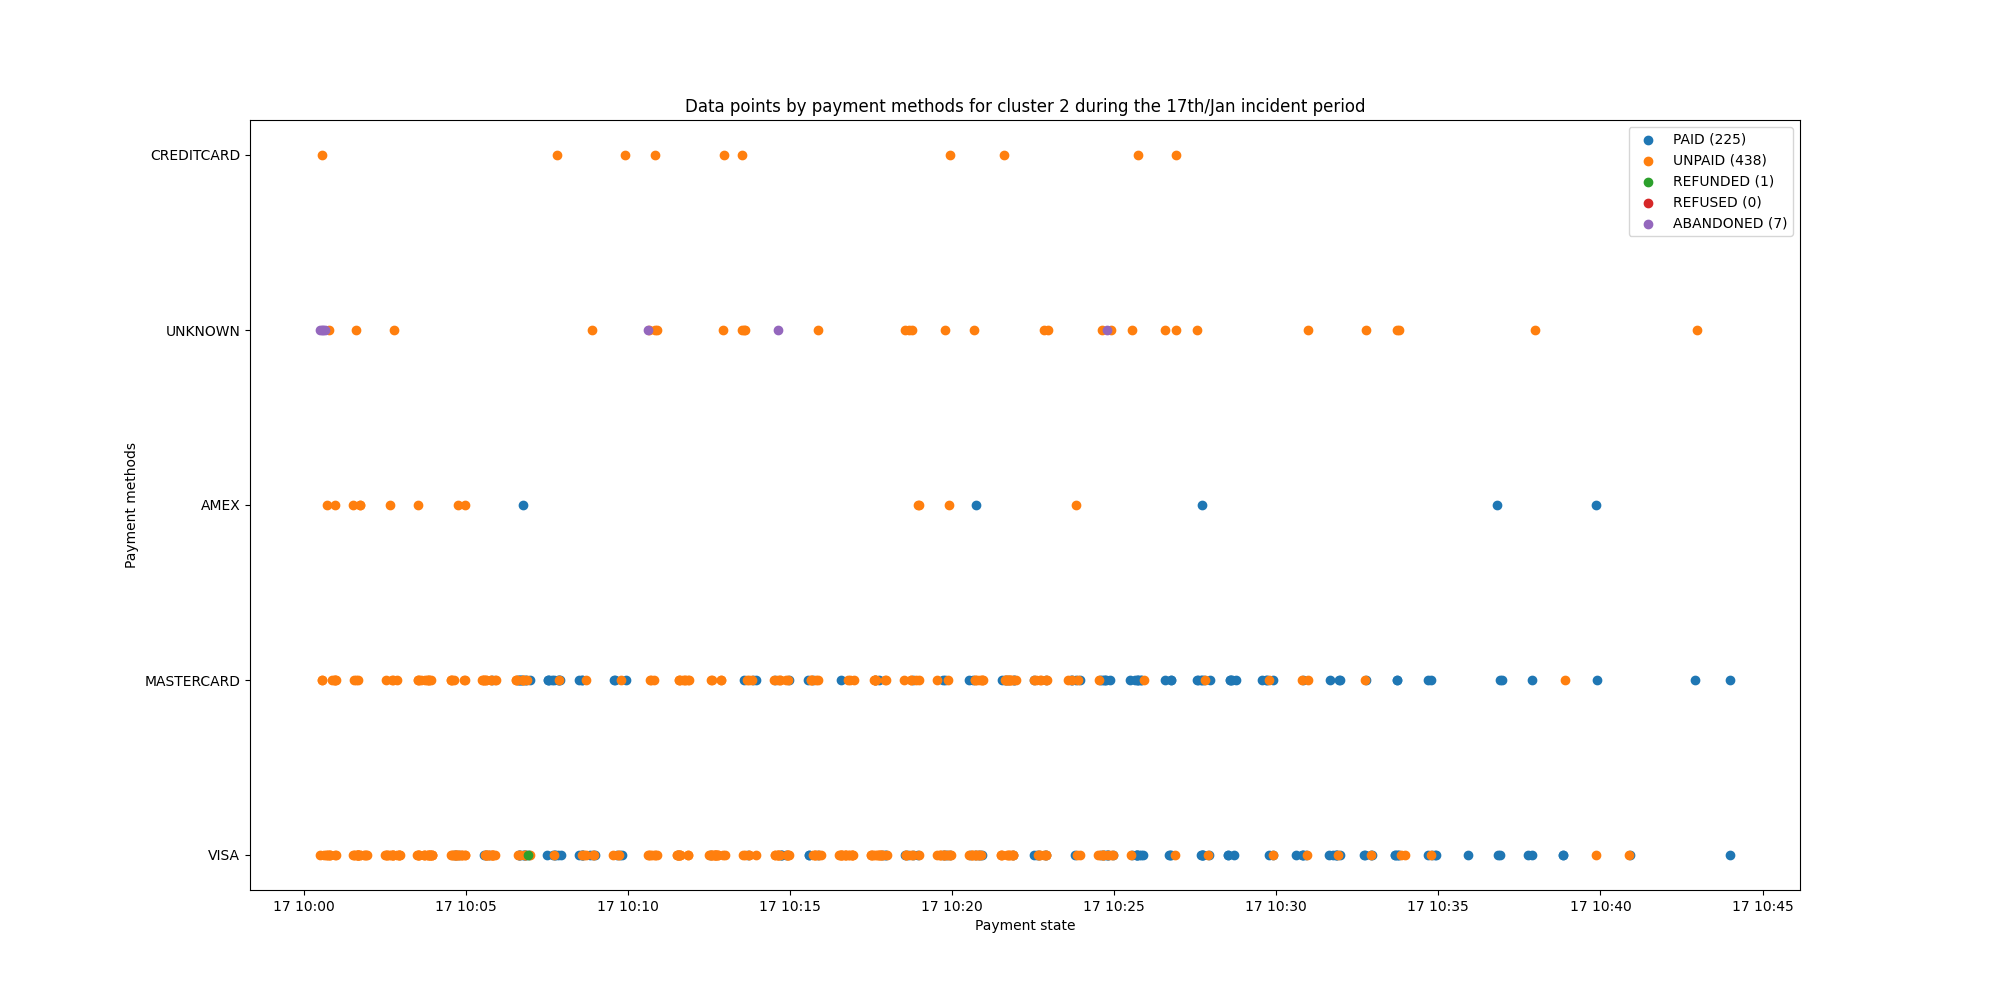 Data points by payment methods for cluster 2 during the 17th/Jan incident period
PAID (225)
UNPAID (438)
REFUNDED (1)
REFUSED (0)
ABANDONED (7)
Payment methods
CREDITCARD
UNKNOWN
AMEX
MASTERCARD
VISA
17 10:00 17 10:05 17 10:10 17 10:15 17 10:20 17 10:25 17 10:30 17 10:35 17 10:40 17 10:45
Payment state